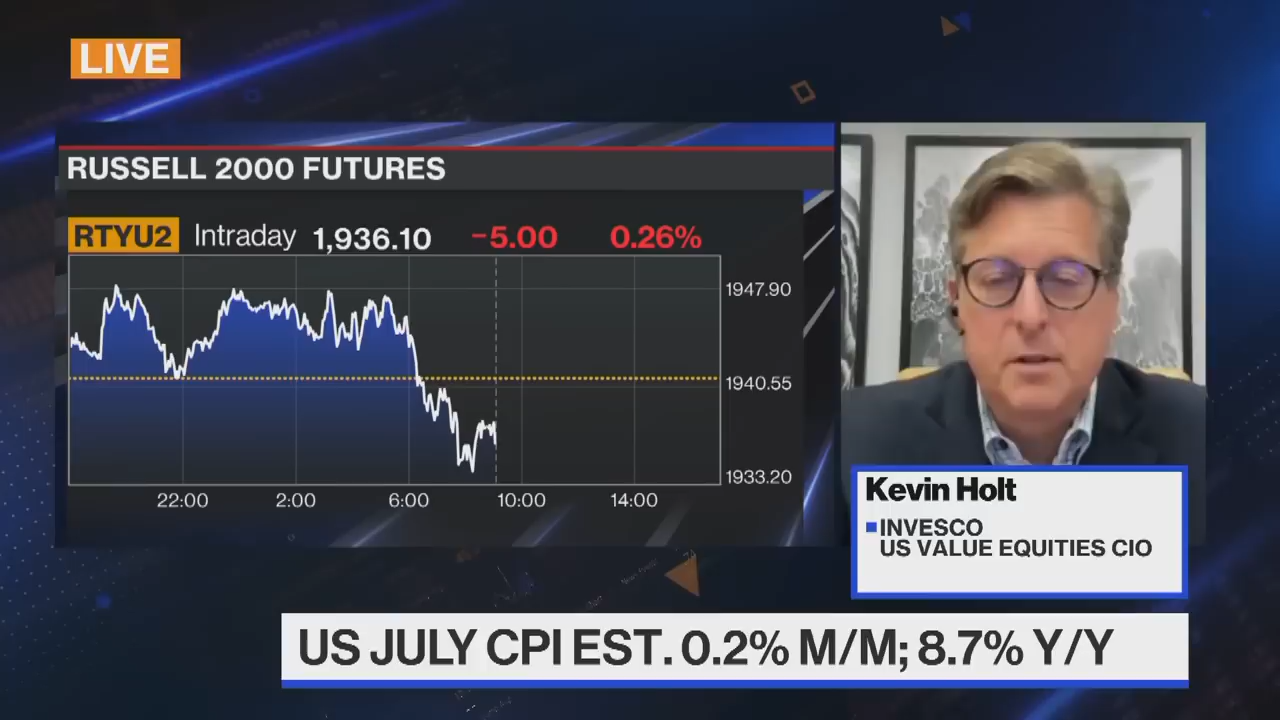 LIVE
RUSSELL 2000 FUTURES
RTYU2 Intraday 1,936.10 -5.00 0.26%
1947.90
1940.55
1933.20
22:00 2:00 6:00 10:00 14:00
Kevin Holt
INVESCO
US VALUE EQUITIES CIO
US JULY CPI EST. 0.2% M/M; 8.7% Y/Y